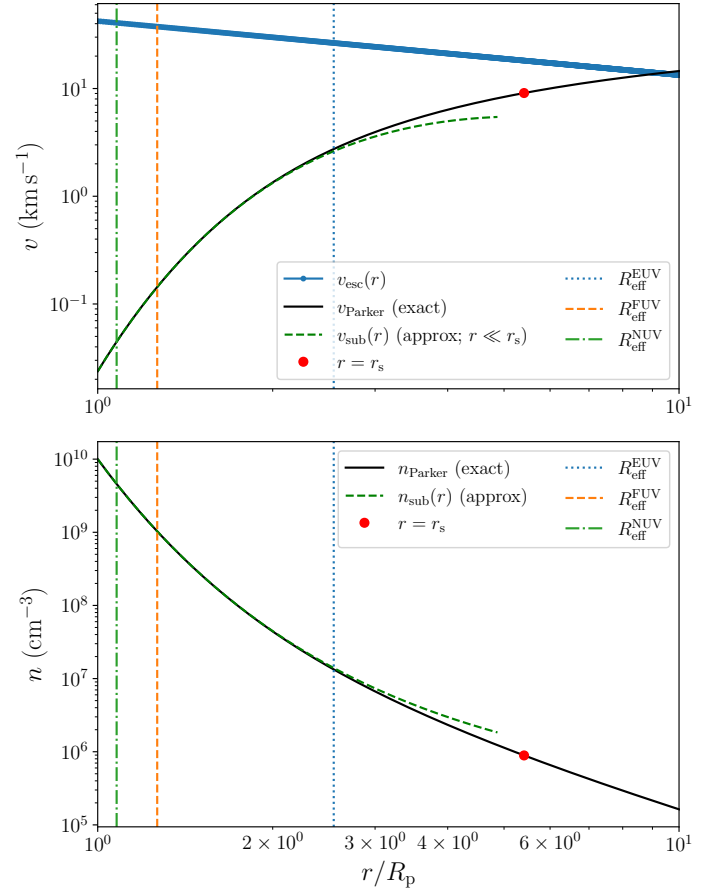 10¹
10⁰
10⁻¹
v (km s⁻¹)
v_esc(r)
v_Parker (exact)
v_sub(r) (approx; r ≪ r_s)
r = r_s
R_eff^EUV
R_eff^FUV
R_eff^NUV
10⁰
10¹
10¹⁰
10⁹
10⁸
10⁷
10⁶
10⁵
n (cm⁻³)
n_Parker (exact)
n_sub(r) (approx)
r = r_s
R_eff^EUV
R_eff^FUV
R_eff^NUV
10⁰
2 × 10⁰
3 × 10⁰
4 × 10⁰
6 × 10⁰
10¹
r/R_p